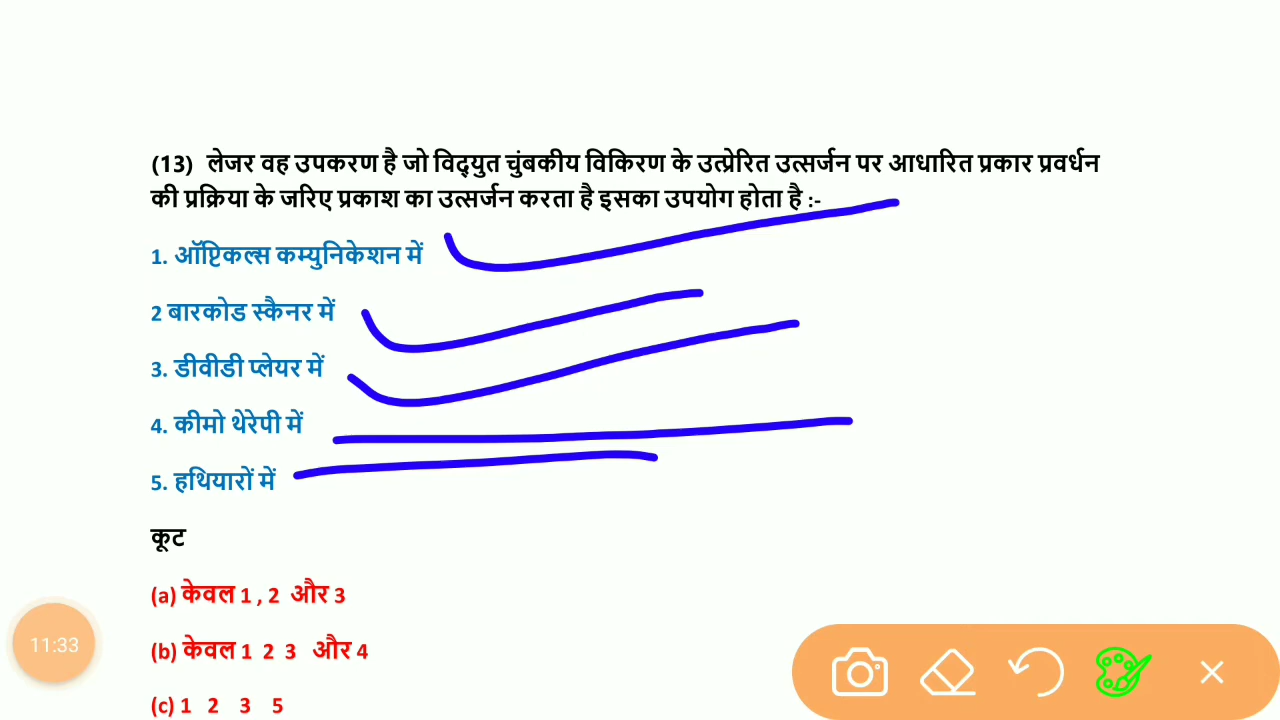 (13) लेजर वह उपकरण है जो विद्युत चुंबकीय विकिरण के उत्प्रेरित उत्सर्जन पर आधारित प्रकार प्रवर्धन
की प्रक्रिया के जरिए प्रकाश का उत्सर्जन करता है इसका उपयोग होता है :-
1. ऑप्टिकल्स कम्युनिकेशन में
2 बारकोड स्कैनर में
3. डीवीडी प्लेयर में
4. कीमो थेरेपी में
5. हथियारों में
कूट
(a) केवल 1 , 2 और 3
(b) केवल 1 2 3 और 4
(c) 1 2 3 5
11:33